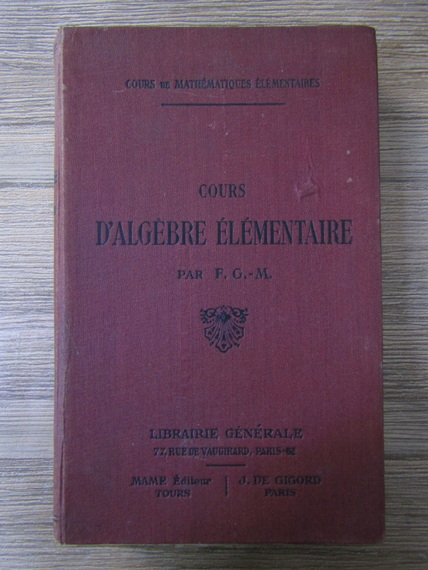 COURS DE MATHÉMATIQUES ÉLÉMENTAIRES
COURS
D'ALGÈBRE ÉLÉMENTAIRE
PAR F. G.-M.
LIBRAIRIE GÉNÉRALE
77, RUE DE VAUGIRARD, PARIS-6E
MAME Éditeur | J. DE GIGORD
TOURS | PARIS